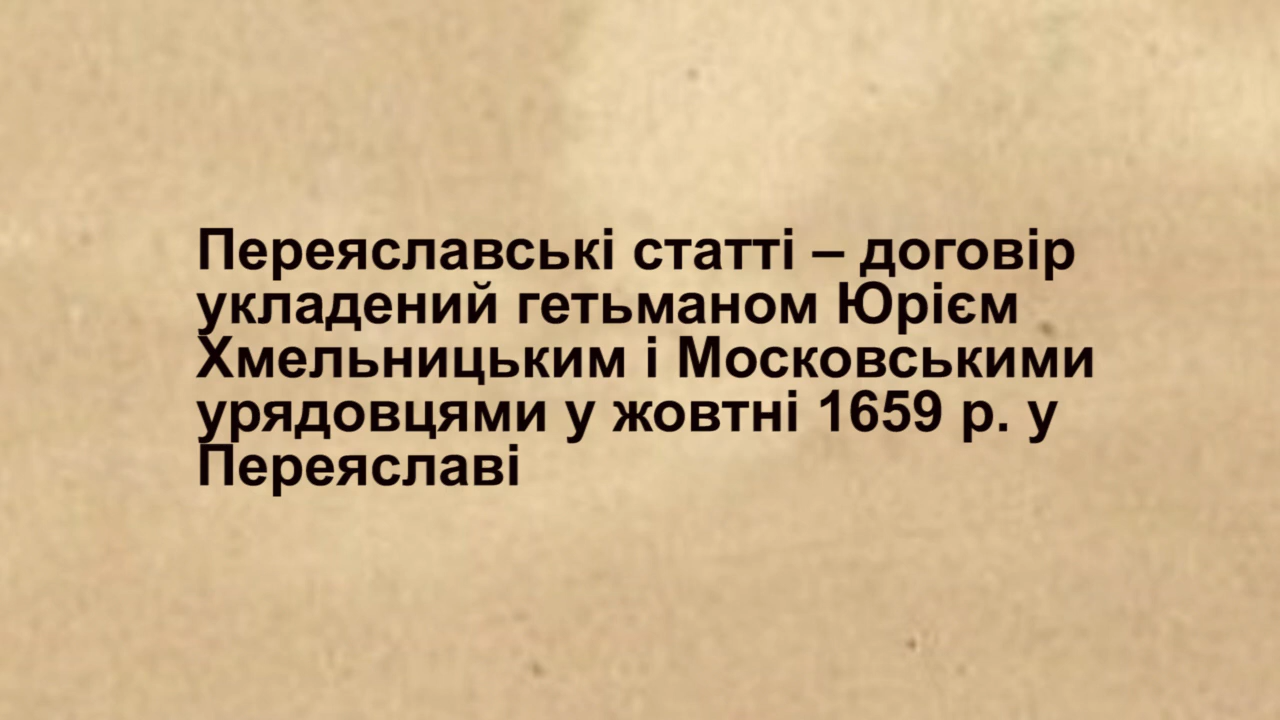 Переяславські статті – договір
укладений гетьманом Юрієм
Хмельницьким і Московськими
урядовцями у жовтні 1659 р. у
Переяславі